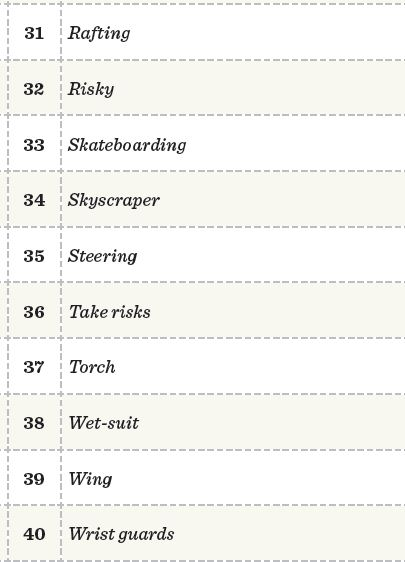 31 Rafting
32 Risky
33 Skateboarding
34 Skyscraper
35 Steering
36 Take risks
37 Torch
38 Wet-suit
39 Wing
40 Wrist guards